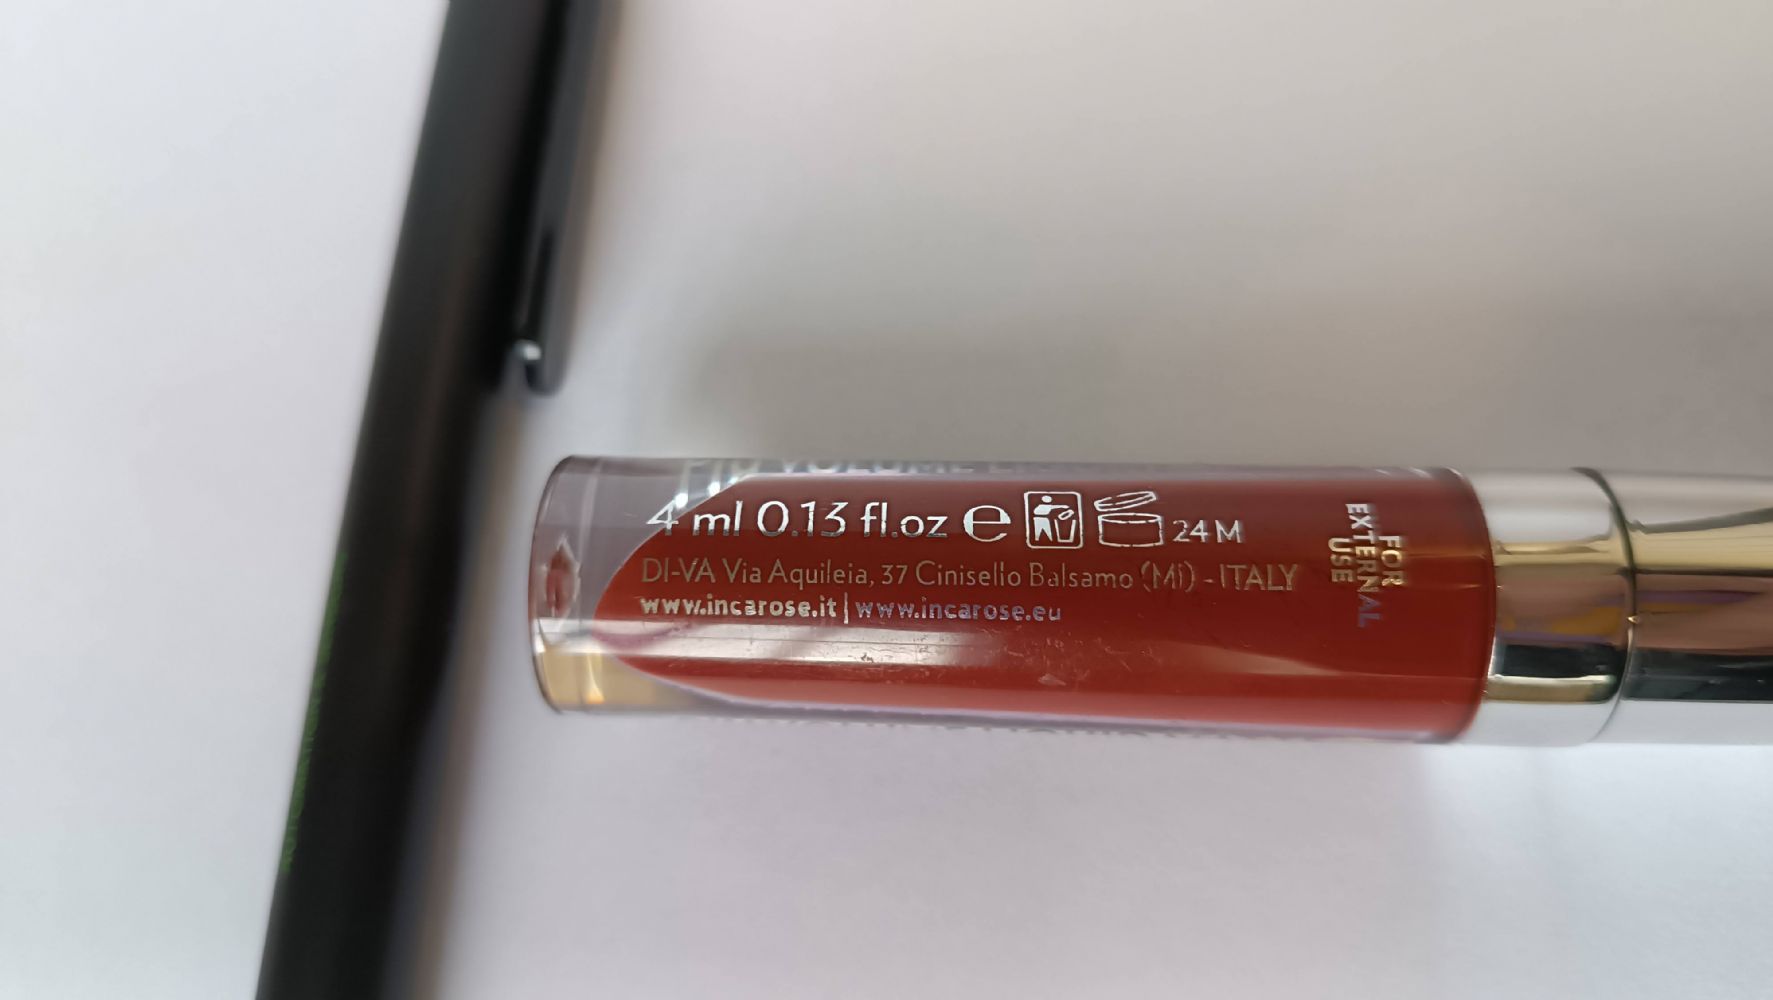 4 ml 0.13 fl.oz e 24 M
DI-VA Via Aquileia, 37 Cinisello Balsamo (Mi) - ITALY
www.incarose.it | www.incarose.eu
FOR
EXTERNAL
USE
VOLUME